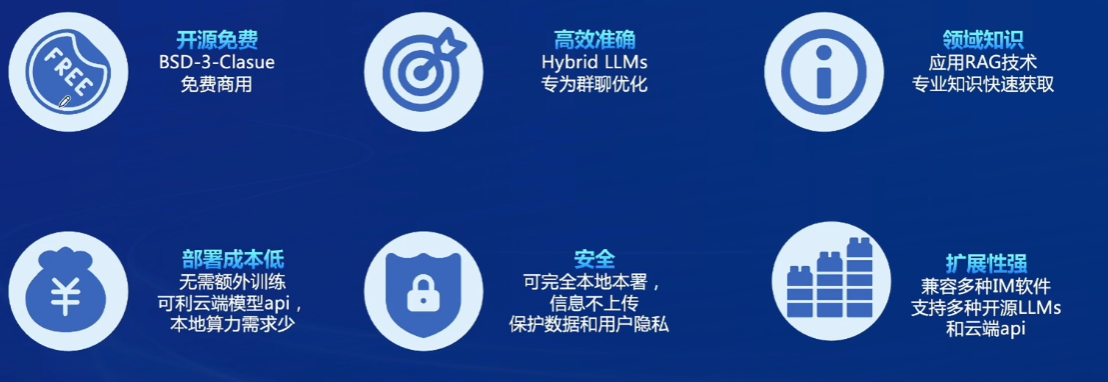 FREE
开源免费
BSD-3-Clasue
免费商用
高效准确
Hybrid LLMs
专为群聊优化
领域知识
应用RAG技术
专业知识快速获取
部署成本低
无需额外训练
可利云端模型api，
本地算力需求少
安全
可完全本地本署，
信息不上传
保护数据和用户隐私
扩展性强
兼容多种IM软件
支持多种开源LLMs
和云端api